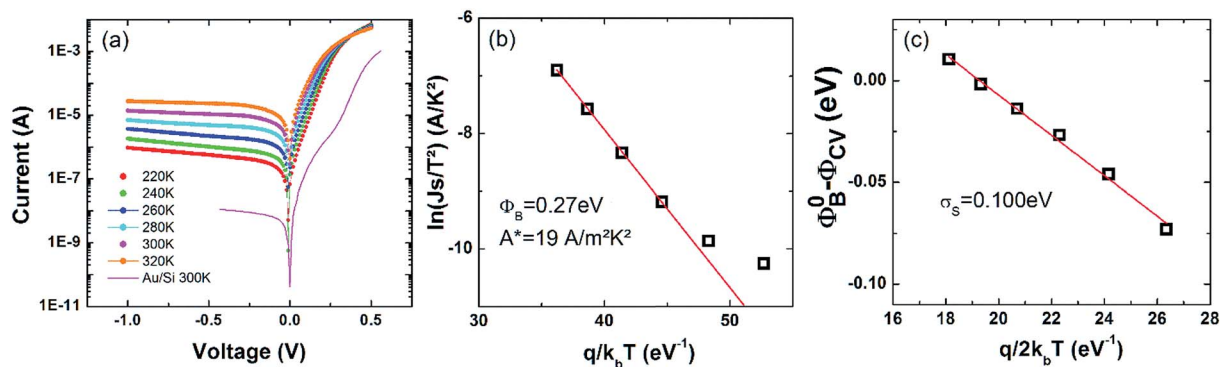 (a)
1E-3
1E-5
1E-7
1E-9
1E-11
Current (A)
220K
240K
260K
280K
300K
320K
Au/Si 300K
-1.0
-0.5
0.0
0.5
Voltage (V)
(b)
-6
-8
-10
ln(Js/T²) (A/K²)
Φ_B=0.27eV
A*=19 A/m²K²
30
40
50
q/k_bT (eV⁻¹)
(c)
0.00
-0.05
-0.10
Φ_B^0-Φ_CV (eV)
σ_S=0.100eV
16
18
20
22
24
26
28
q/2k_bT (eV⁻¹)